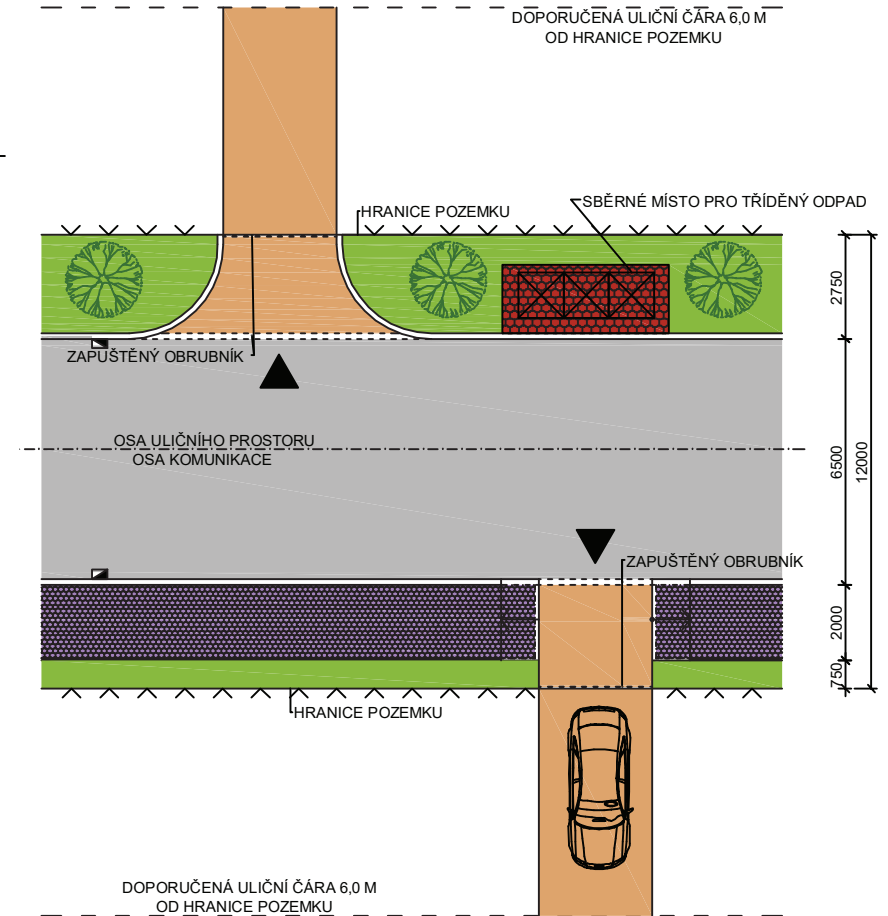 DOPORUČENÁ ULIČNÍ ČÁRA 6,0 M
OD HRANICE POZEMKU
SBĚRNÉ MÍSTO PRO TŘÍDĚNÝ ODPAD
HRANICE POZEMKU
2750
ZAPUŠTĚNÝ OBRUBNÍK
OSA ULIČNÍHO PROSTORU
OSA KOMUNIKACE
6500
12000
ZAPUŠTĚNÝ OBRUBNÍK
2000
750
HRANICE POZEMKU
DOPORUČENÁ ULIČNÍ ČÁRA 6,0 M
OD HRANICE POZEMKU